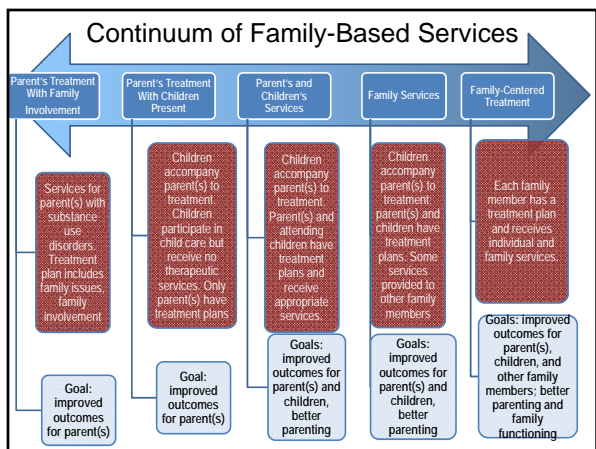 Continuum of Family-Based Services
Parent's Treatment
With Family
Involvement
Parent's Treatment
With Children
Present
Parent's and
Children's
Services
Family Services
Family-Centered
Treatment
Services for
parent(s) with
substance
use
disorders.
Treatment
plan includes
family issues,
family
involvement
Children
accompany
parent(s) to
treatment.
Children
participate in
child care but
receive no
therapeutic
services. Only
parent(s) have
treatment plans
Children
accompany
parent(s) to
treatment.
Parent(s) and
attending
children have
treatment
plans and
receive
appropriate
services.
Children
accompany
parent(s) to
treatment;
parent(s) and
children have
treatment
plans. Some
services
provided to
other family
members
Each family
member has a
treatment plan
and receives
individual and
family services.
Goal:
improved
outcomes
for parent(s)
Goal:
improved
outcomes
for parent(s)
Goals:
improved
outcomes for
parent(s) and
children,
better
parenting
Goals:
improved
outcomes for
parent(s) and
children,
better
parenting
Goals: improved
outcomes for
parent(s),
children, and
other family
members; better
parenting and
family
functioning